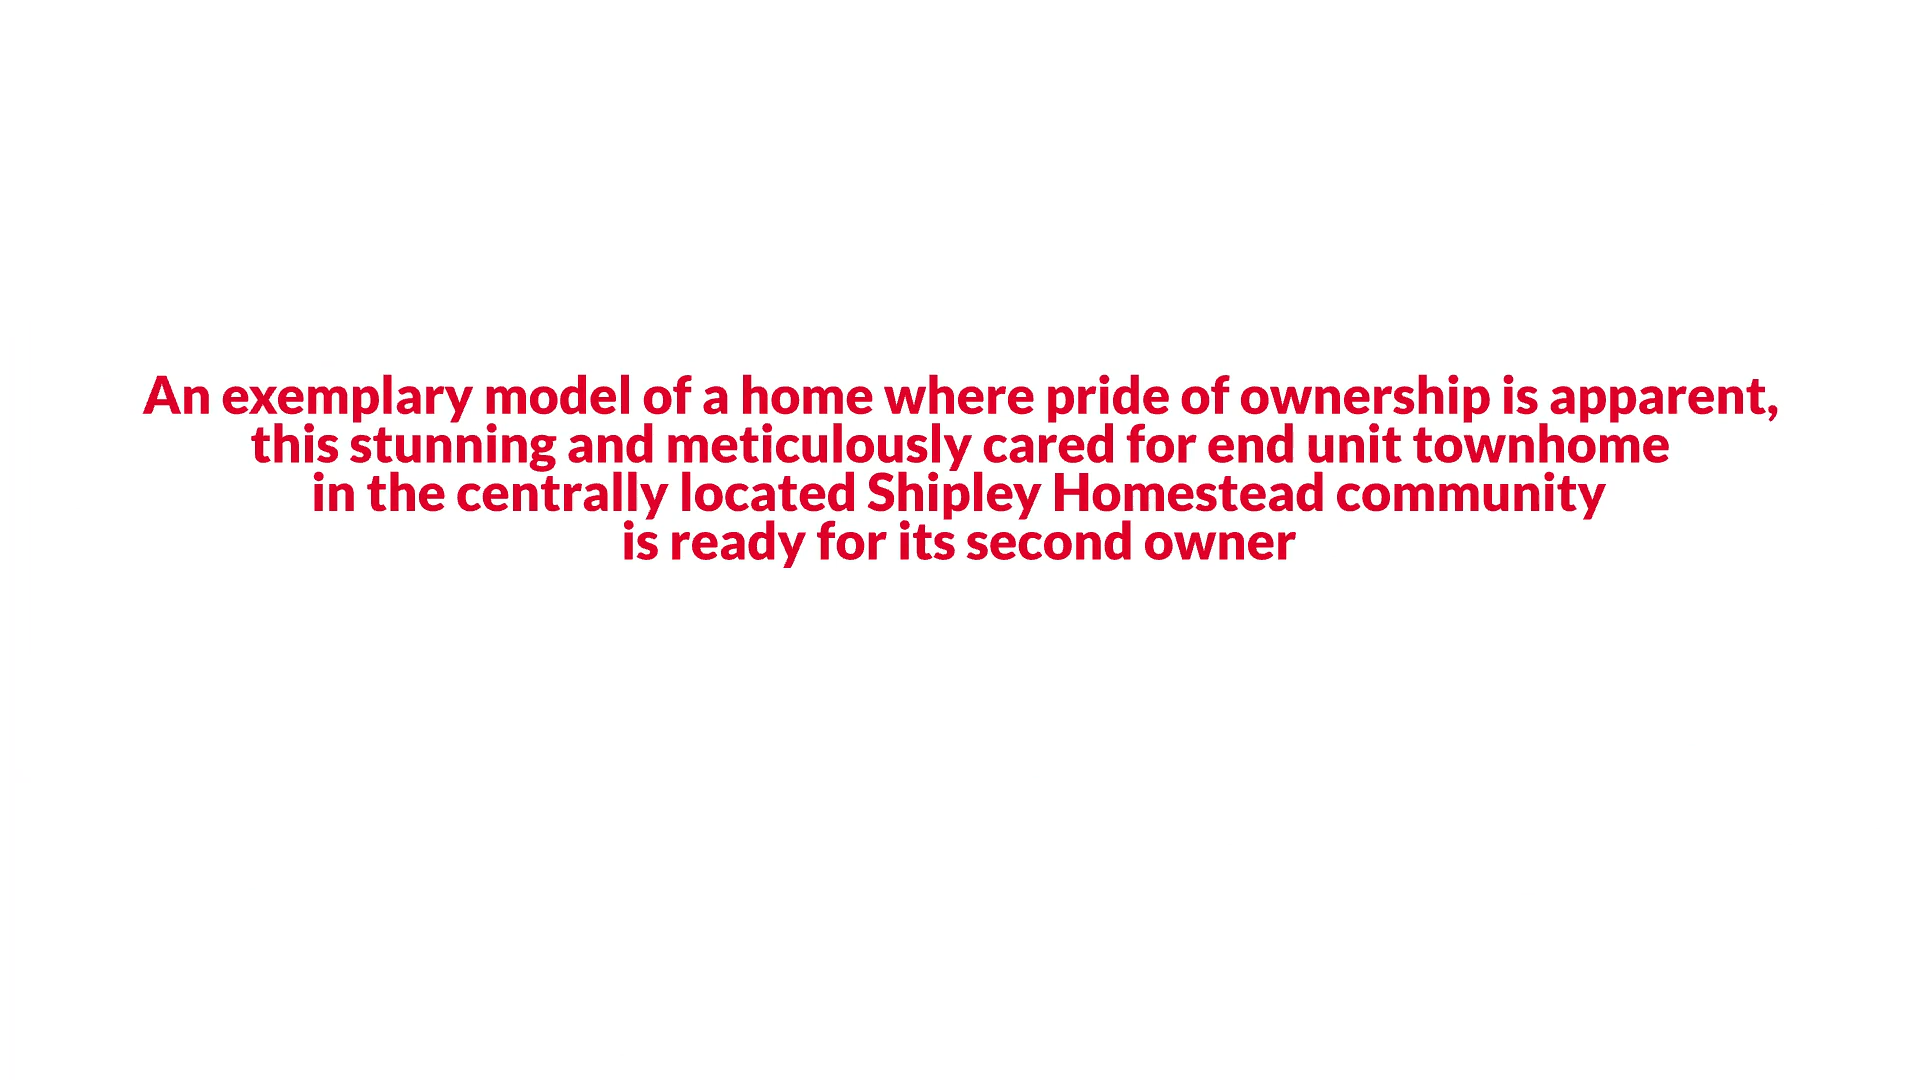 An exemplary model of a home where pride of ownership is apparent,
this stunning and meticulously cared for end unit townhome
in the centrally located Shipley Homestead community
is ready for its second owner